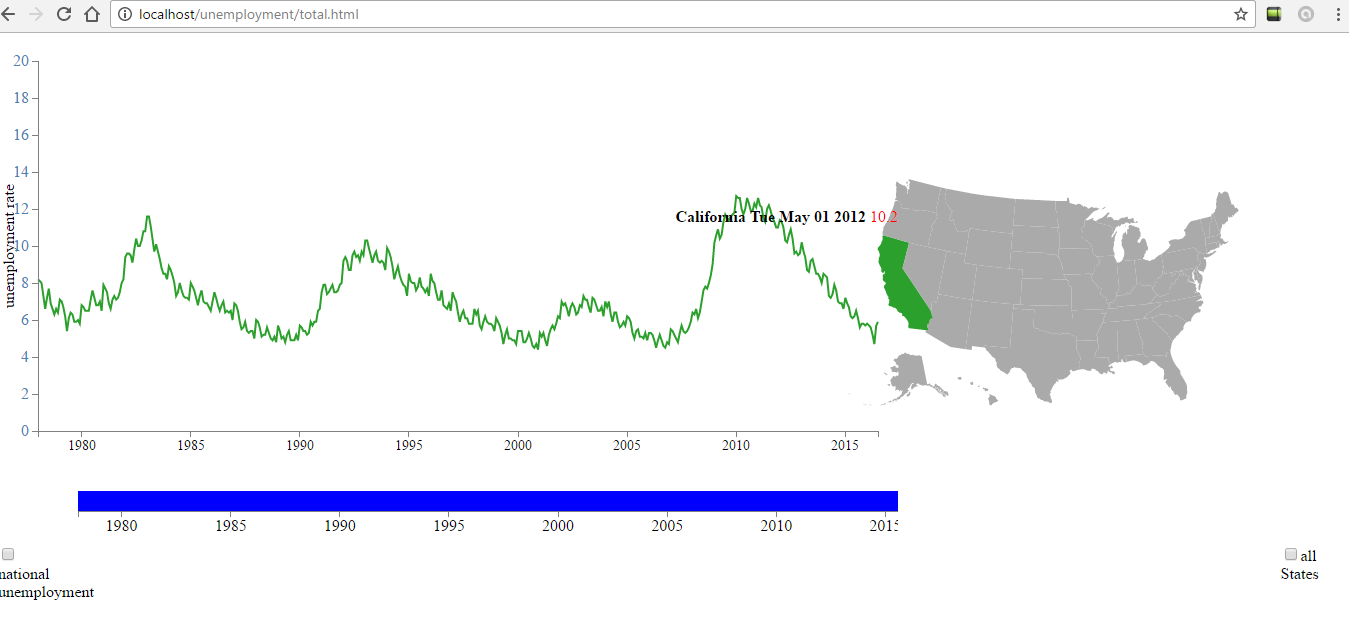 localhost/unemployment/total.html
20
18
16
14
12
10
8
6
4
2
0
unemployment rate
California Tue May 01 2012 10.2
1980 1985 1990 1995 2000 2005 2010 2015
1980 1985 1990 1995 2000 2005 2010 2015
national
unemployment
all
States